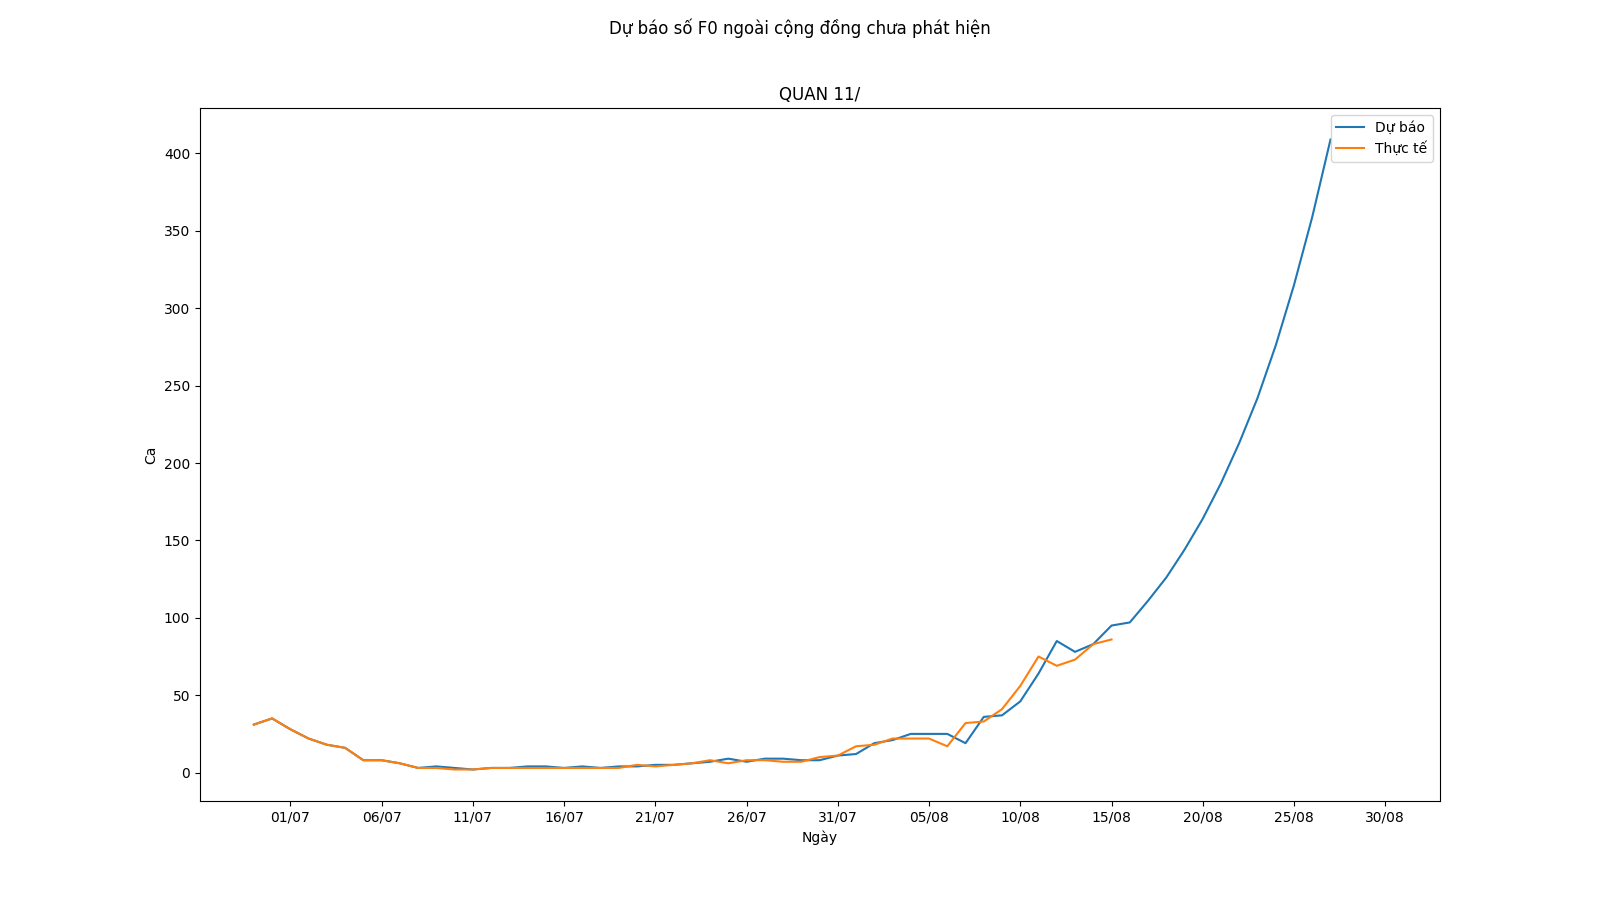 Dự báo số F0 ngoài cộng đồng chưa phát hiện
QUAN 11/
Dự báo
Thực tế
400
350
300
250
200
150
100
50
0
Ca
01/07 06/07 11/07 16/07 21/07 26/07 31/07 05/08 10/08 15/08 20/08 25/08 30/08
Ngày